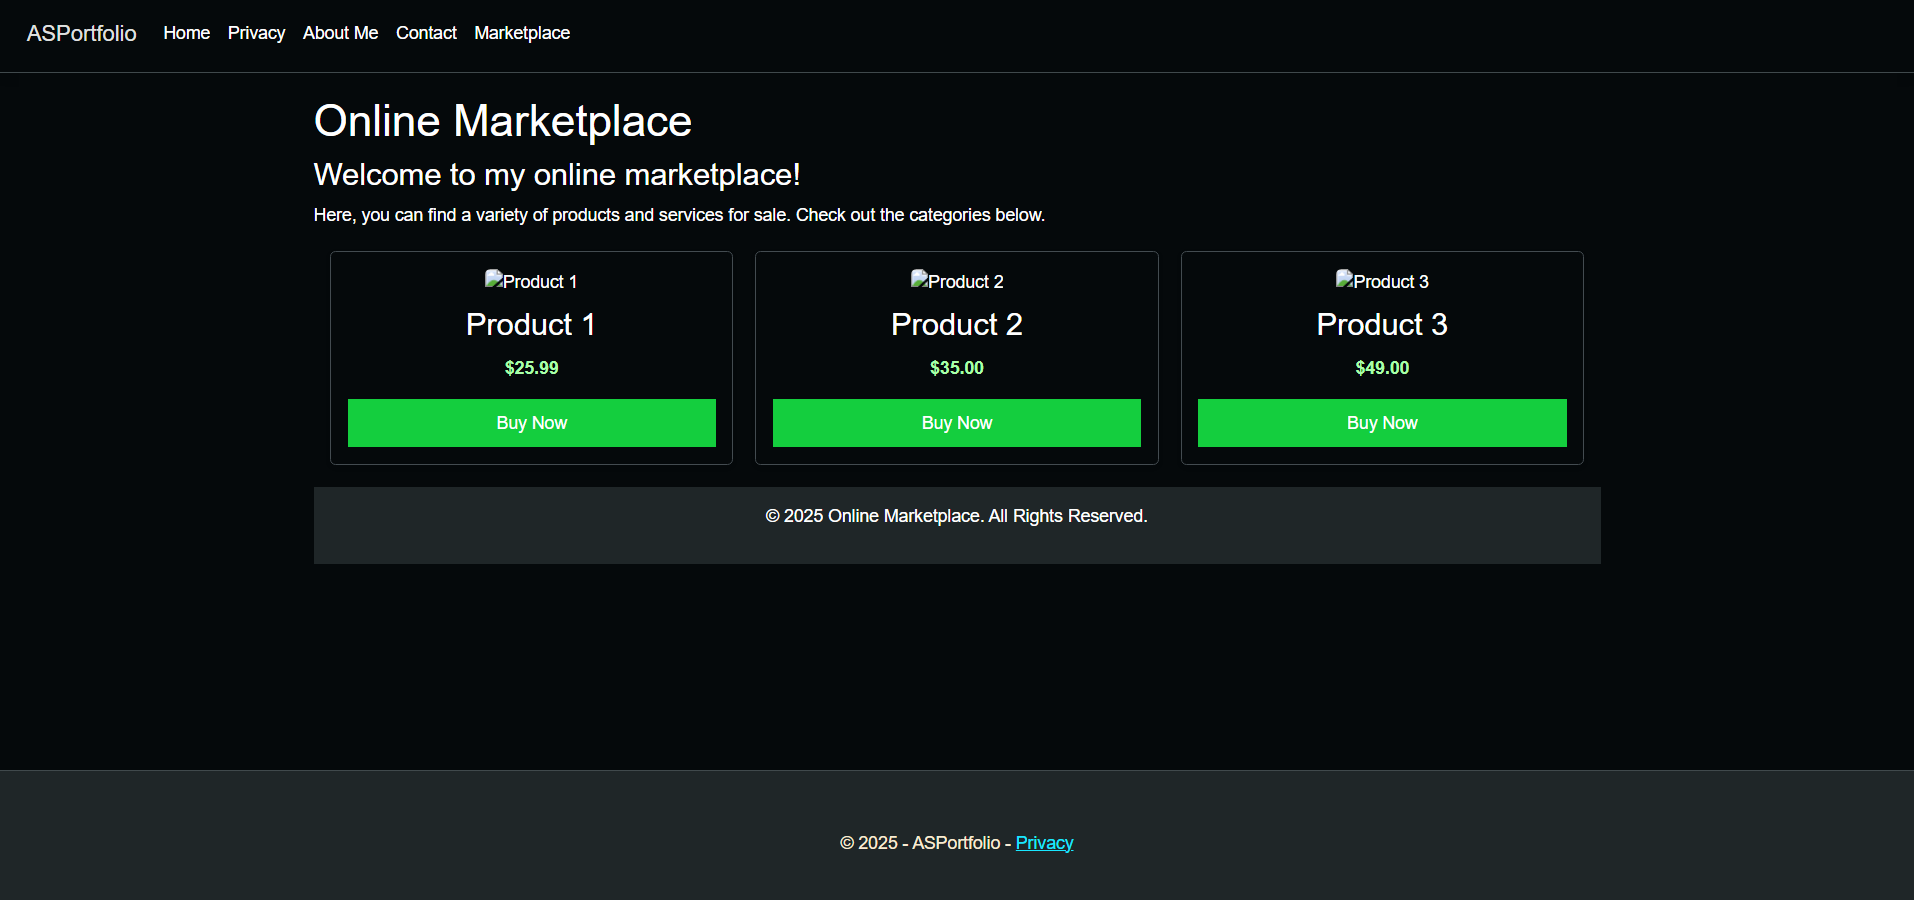 ASPortfolio Home Privacy About Me Contact Marketplace
Online Marketplace
Welcome to my online marketplace!
Here, you can find a variety of products and services for sale. Check out the categories below.
Product 1 Product 2 Product 3
Product 1 Product 2 Product 3
$25.99 $35.00 $49.00
Buy Now Buy Now Buy Now
© 2025 Online Marketplace. All Rights Reserved.
© 2025 - ASPortfolio - Privacy